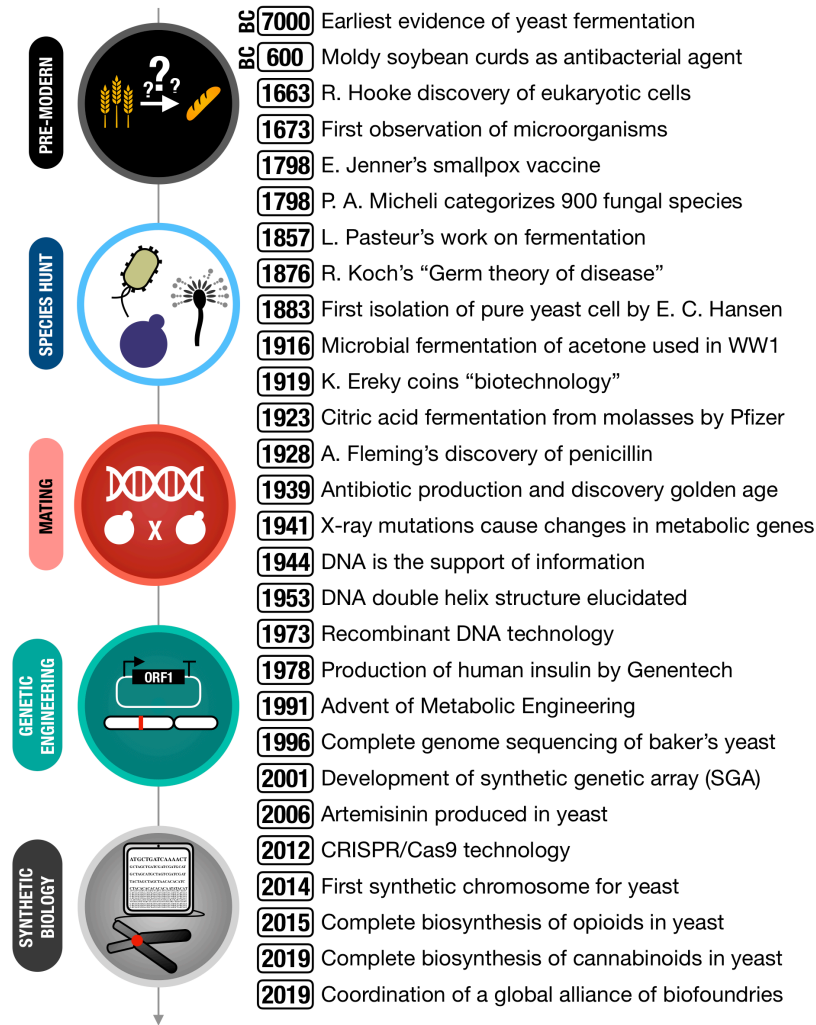 PRE-MODERN
? ? ?
BC 7000 Earliest evidence of yeast fermentation
BC 600 Moldy soybean curds as antibacterial agent
1663 R. Hooke discovery of eukaryotic cells
1673 First observation of microorganisms
1798 E. Jenner’s smallpox vaccine
1798 P. A. Micheli categorizes 900 fungal species
SPECIES HUNT
1857 L. Pasteur’s work on fermentation
1876 R. Koch’s “Germ theory of disease”
1883 First isolation of pure yeast cell by E. C. Hansen
1916 Microbial fermentation of acetone used in WW1
1919 K. Ereky coins “biotechnology”
1923 Citric acid fermentation from molasses by Pfizer
MATING
X
1928 A. Fleming’s discovery of penicillin
1939 Antibiotic production and discovery golden age
1941 X-ray mutations cause changes in metabolic genes
1944 DNA is the support of information
1953 DNA double helix structure elucidated
GENETIC
ENGINEERING
ORF1
1973 Recombinant DNA technology
1978 Production of human insulin by Genentech
1991 Advent of Metabolic Engineering
1996 Complete genome sequencing of baker’s yeast
2001 Development of synthetic genetic array (SGA)
2006 Artemisinin produced in yeast
SYNTHETIC
BIOLOGY
ATGCTGATCAAAACT
2012 CRISPR/Cas9 technology
2014 First synthetic chromosome for yeast
2015 Complete biosynthesis of opioids in yeast
2019 Complete biosynthesis of cannabinoids in yeast
2019 Coordination of a global alliance of biofoundries